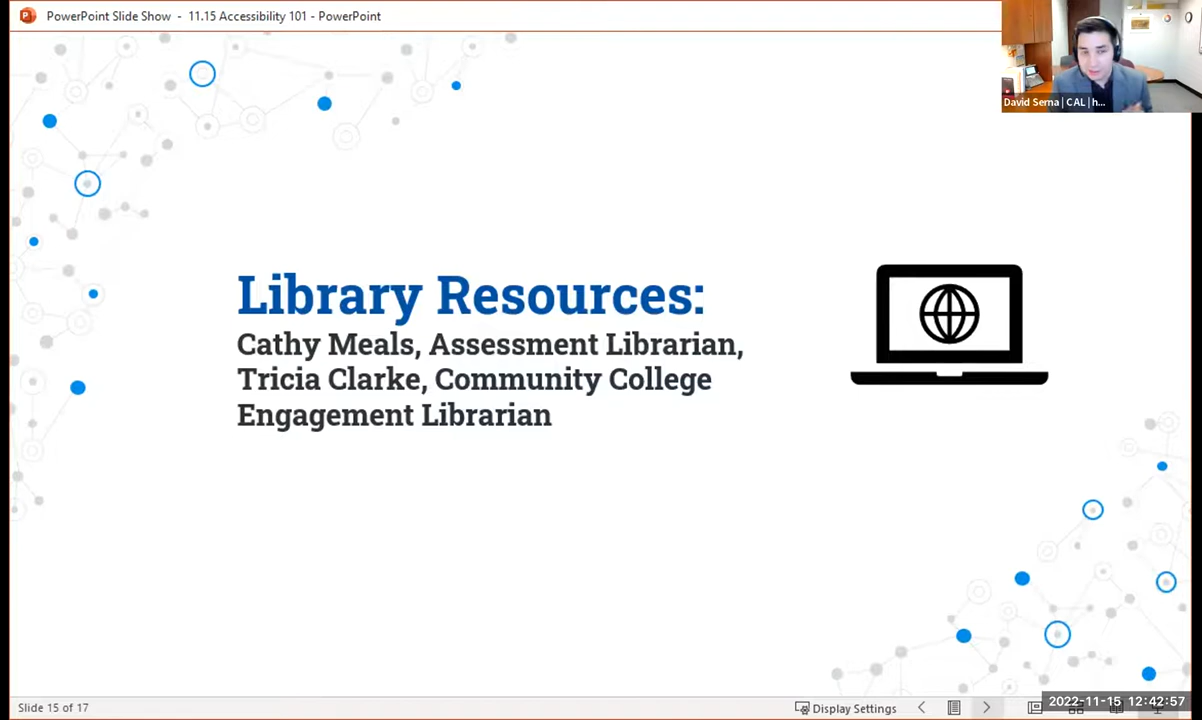 PowerPoint Slide Show - 11.15 Accessibility 101 - PowerPoint
David Serna | CAL | h...
Library Resources:
Cathy Meals, Assessment Librarian,
Tricia Clarke, Community College
Engagement Librarian
Slide 15 of 17
Display Settings
2022-11-15 12:42:57